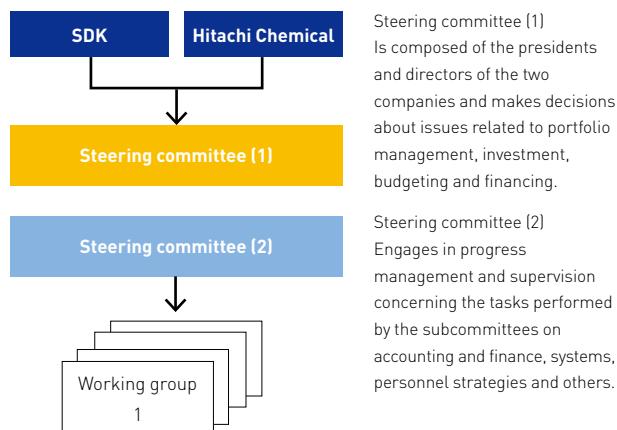 SDK
Hitachi Chemical
Steering committee (1)
Steering committee (2)
Working group
1
Steering committee (1)
Is composed of the presidents
and directors of the two
companies and makes decisions
about issues related to portfolio
management, investment,
budgeting and financing.
Steering committee (2)
Engages in progress
management and supervision
concerning the tasks performed
by the subcommittees on
accounting and finance, systems,
personnel strategies and others.